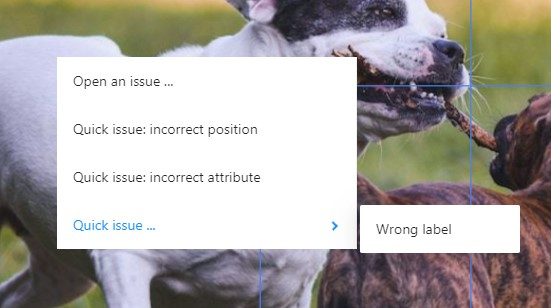 Open an issue ...
Quick issue: incorrect position
Quick issue: incorrect attribute
Quick issue ...
Wrong label